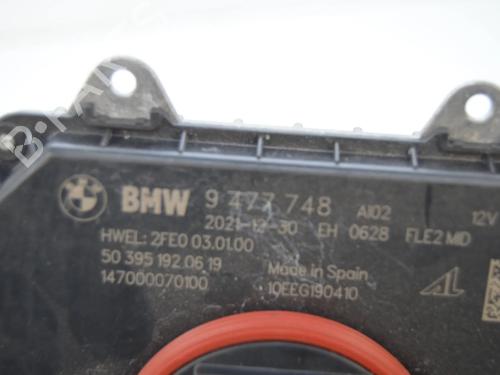 BMW 9 477 748 AI02 12V
2021-12-30 EH 0628 FLE2 MID
HWEL: 2FE0 03.01.00
50 395 192 06 19 Made in Spain
147000070100 10EEG190410 AL
B-PARTS